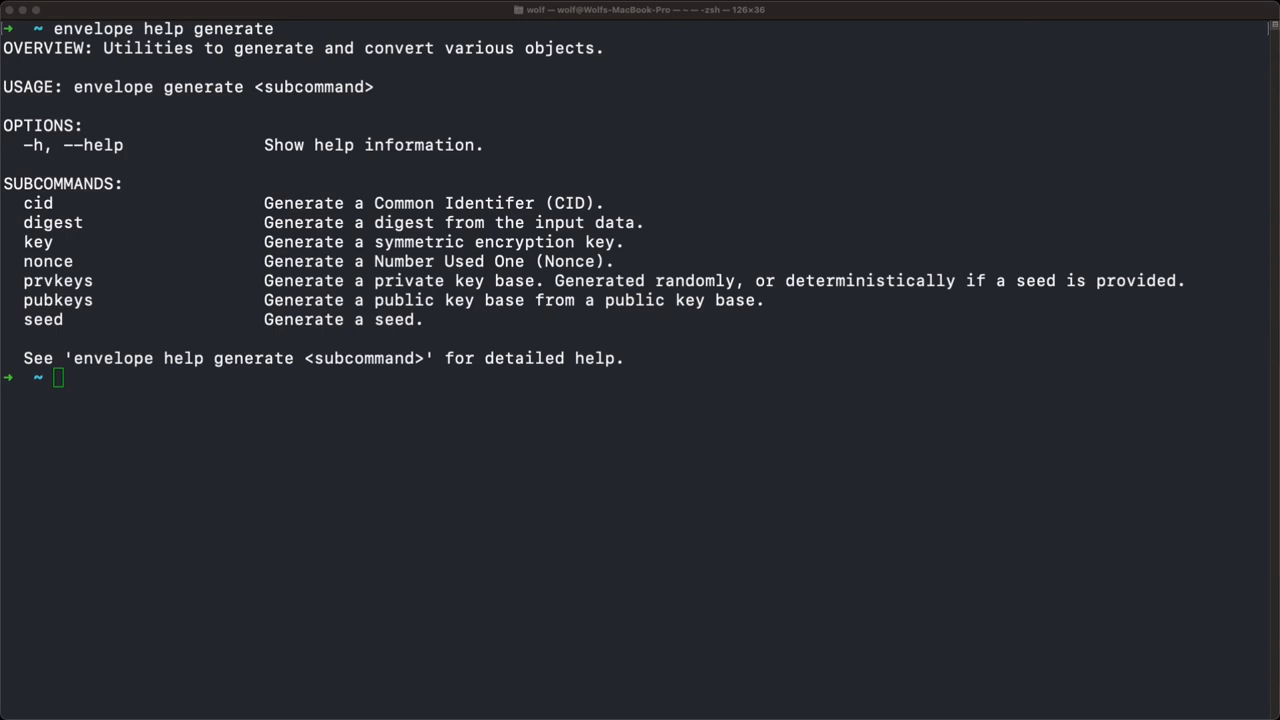 wolf — wolf@Wolfs-MacBook-Pro — ~ — -zsh — 126×36
→ ~ envelope help generate
OVERVIEW: Utilities to generate and convert various objects.
USAGE: envelope generate <subcommand>
OPTIONS:
-h, --help Show help information.
SUBCOMMANDS:
cid Generate a Common Identifer (CID).
digest Generate a digest from the input data.
key Generate a symmetric encryption key.
nonce Generate a Number Used One (Nonce).
prvkeys Generate a private key base. Generated randomly, or deterministically if a seed is provided.
pubkeys Generate a public key base from a public key base.
seed Generate a seed.
See 'envelope help generate <subcommand>' for detailed help.
→ ~